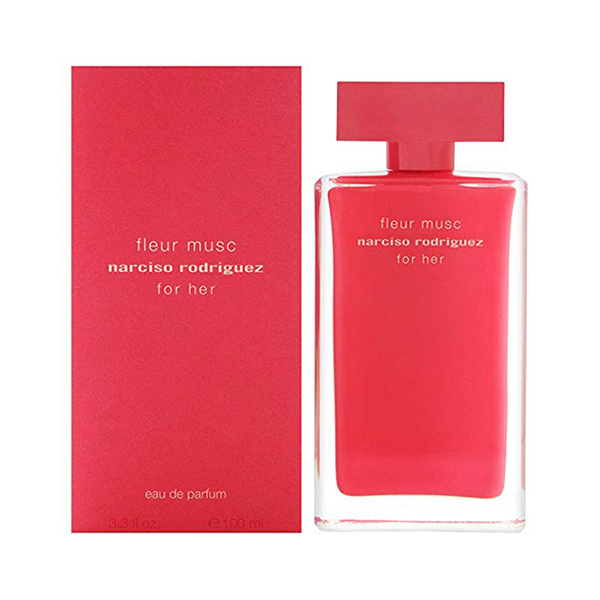 fleur musc
narciso rodriguez
for her
eau de parfum
3.3 fl oz. ℮ 100 ml
fleur musc
narciso rodriguez
for her